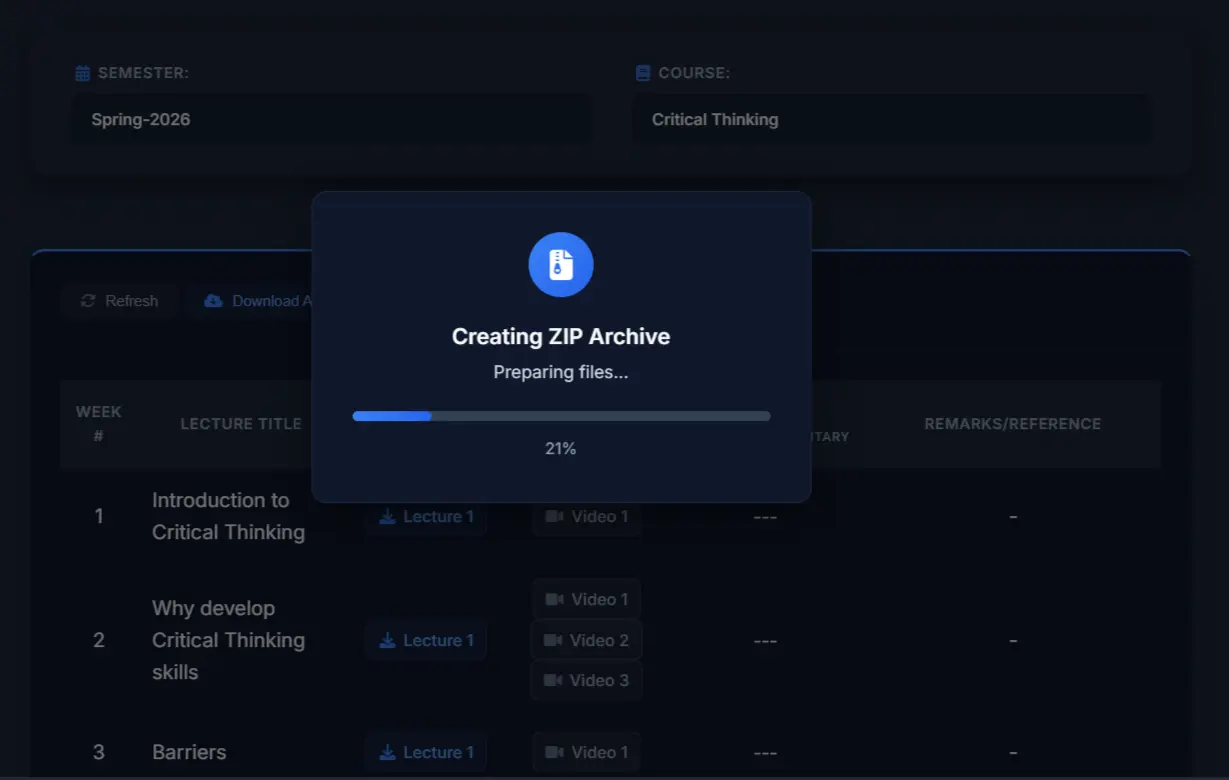 SEMESTER:
Spring-2026
COURSE:
Critical Thinking
Refresh
Download A
Creating ZIP Archive
Preparing files...
21%
WEEK
#
LECTURE TITLE
TARY
REMARKS/REFERENCE
1
Introduction to
Critical Thinking
Lecture 1
Video 1
---
-
2
Why develop
Critical Thinking
skills
Lecture 1
Video 1
Video 2
Video 3
---
-
3
Barriers
Lecture 1
Video 1
---
-